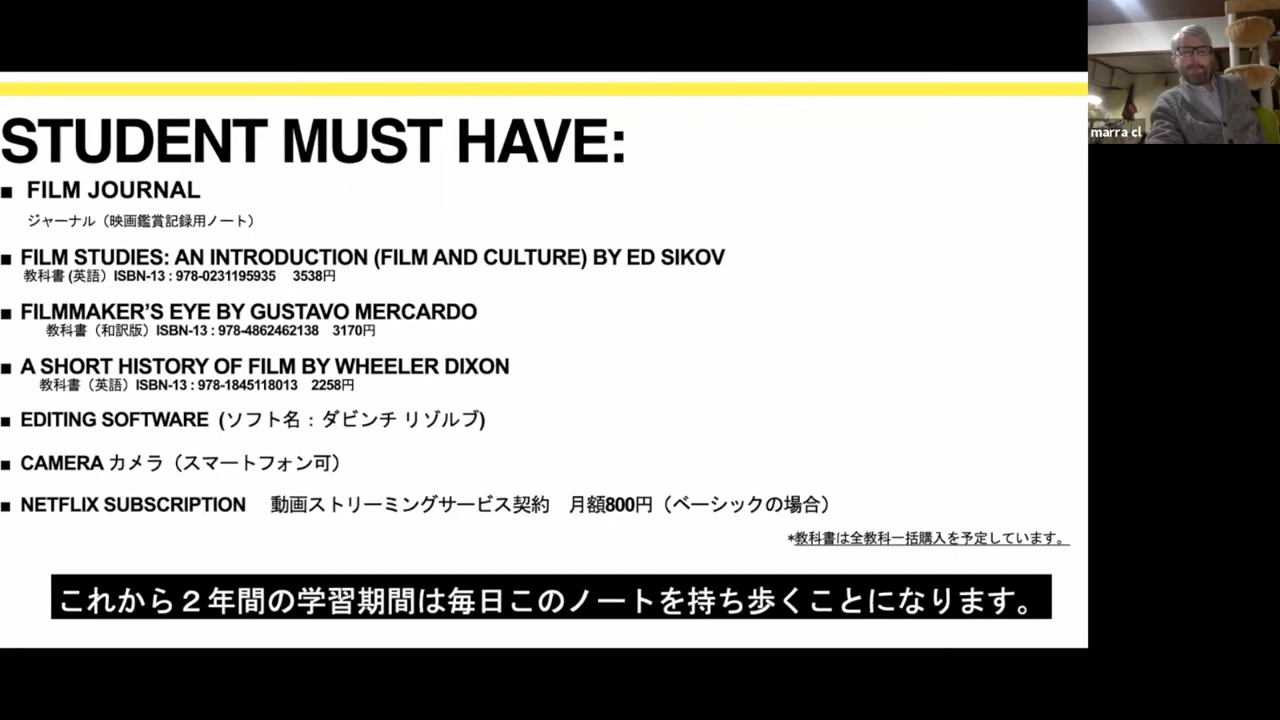 STUDENT MUST HAVE:
■ FILM JOURNAL
ジャーナル（映画鑑賞記録用ノート）
■ FILM STUDIES: AN INTRODUCTION (FILM AND CULTURE) BY ED SIKOV
教科書 (英語）ISBN-13 : 978-0231195935 3538円
■ FILMMAKER’S EYE BY GUSTAVO MERCARDO
教科書（和訳版）ISBN-13 : 978-4862462138 3170円
■ A SHORT HISTORY OF FILM BY WHEELER DIXON
教科書（英語）ISBN-13 : 978-1845118013 2258円
■ EDITING SOFTWARE (ソフト名：ダビンチ リゾルブ)
■ CAMERA カメラ（スマートフォン可）
■ NETFLIX SUBSCRIPTION 動画ストリーミングサービス契約 月額800円（ベーシックの場合）
*教科書は全教科一括購入を予定しています。
これから２年間の学習期間は毎日このノートを持ち歩くことになります。
marra cl